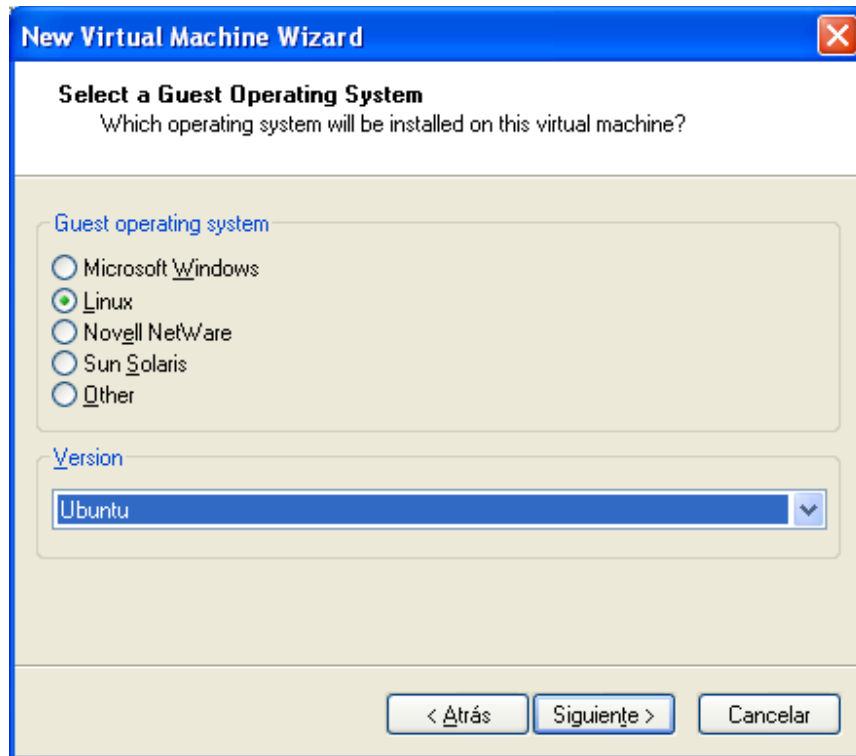 New Virtual Machine Wizard
Select a Guest Operating System
Which operating system will be installed on this virtual machine?
Guest operating system
Microsoft Windows
Linux
Novell NetWare
Sun Solaris
Other
Version
Ubuntu
< Atrás
Siguiente >
Cancelar